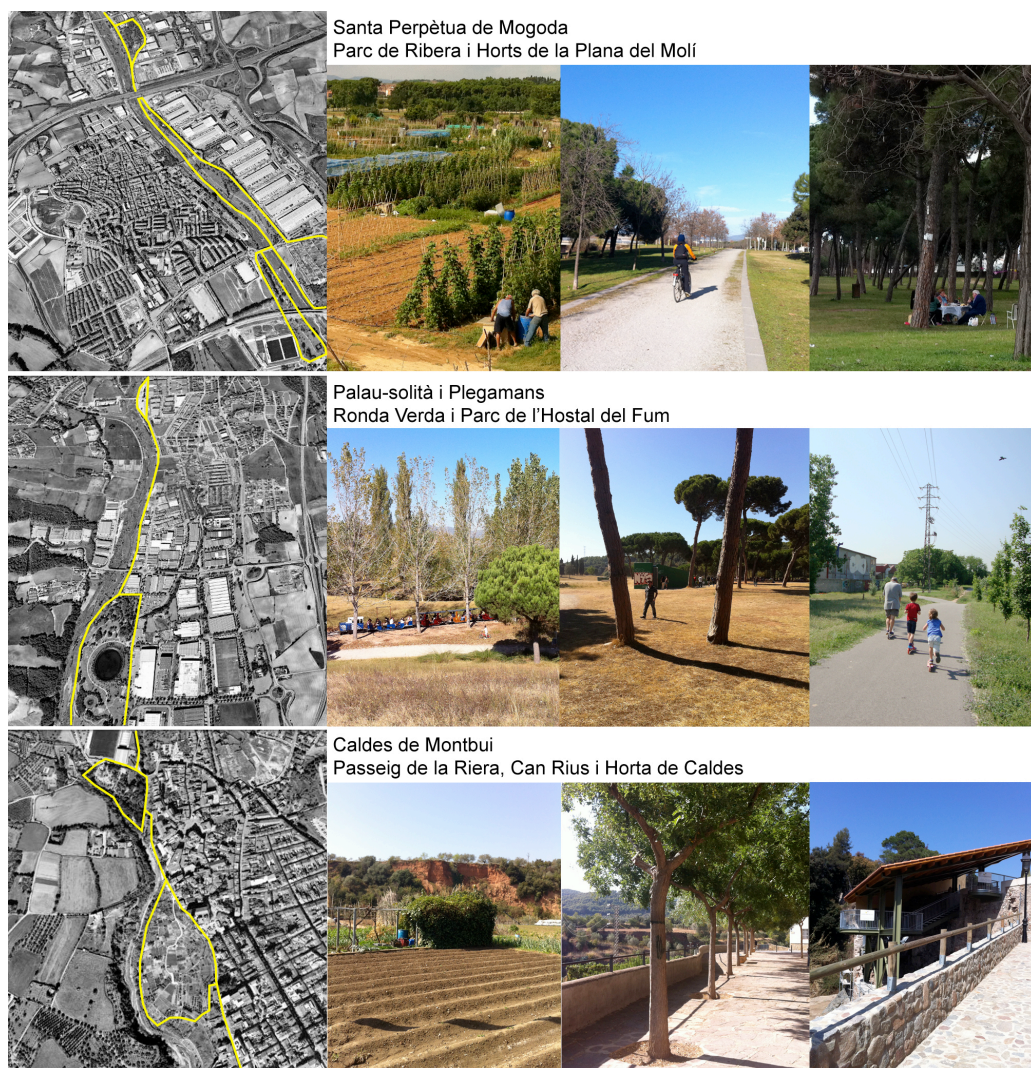 Santa Perpètua de Mogoda
Parc de Ribera i Horts de la Plana del Molí
Palau-solità i Plegamans
Ronda Verda i Parc de l'Hostal del Fum
Caldes de Montbui
Passeig de la Riera, Can Rius i Horta de Caldes